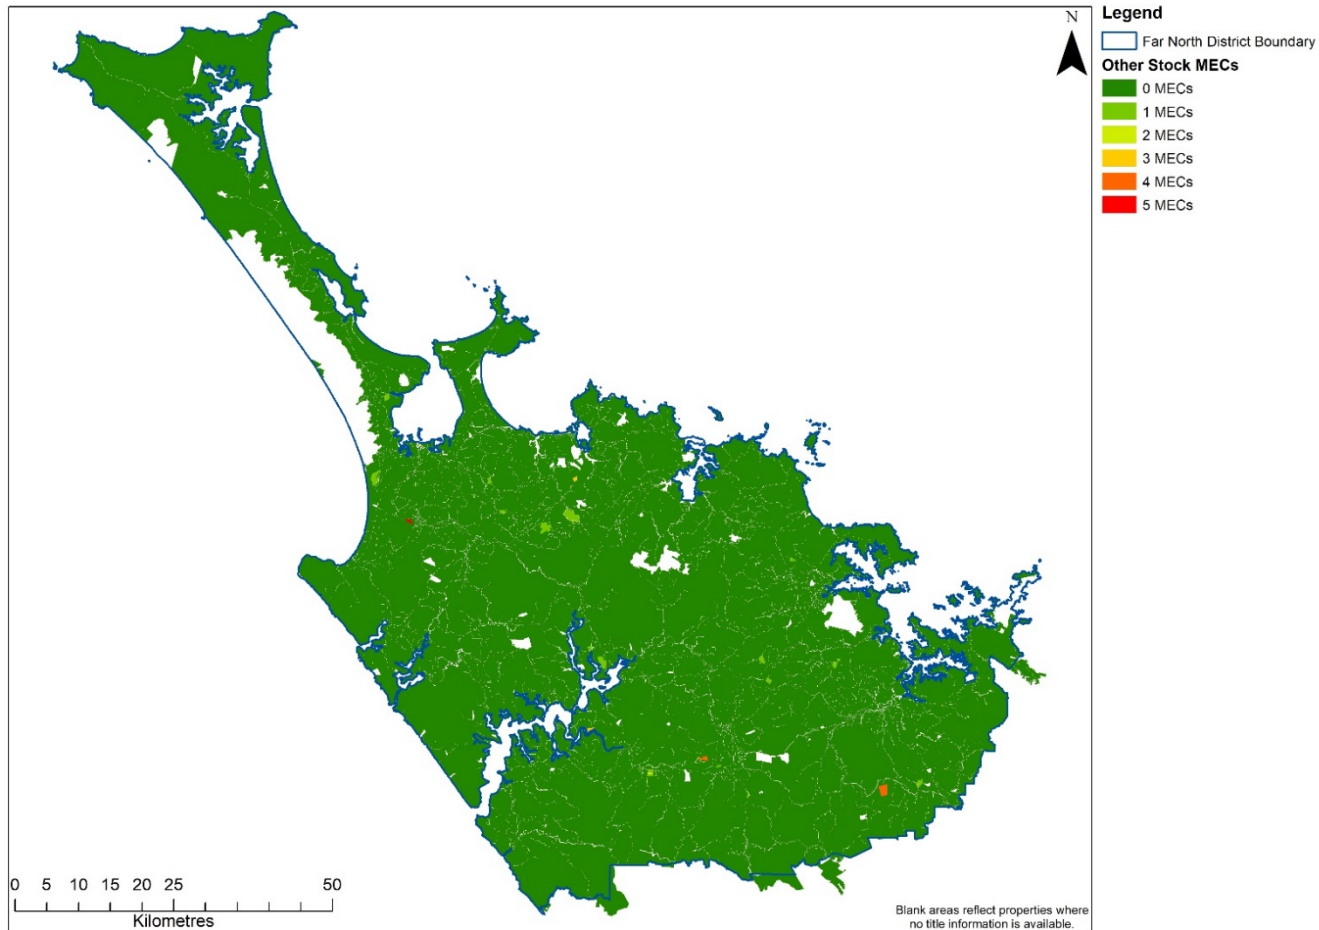 N
Legend
Far North District Boundary
Other Stock MECs
0 MECs
1 MECs
2 MECs
3 MECs
4 MECs
5 MECs
0 5 10 15 20 25 50
Kilometres
Blank areas reflect properties where
no title information is available.